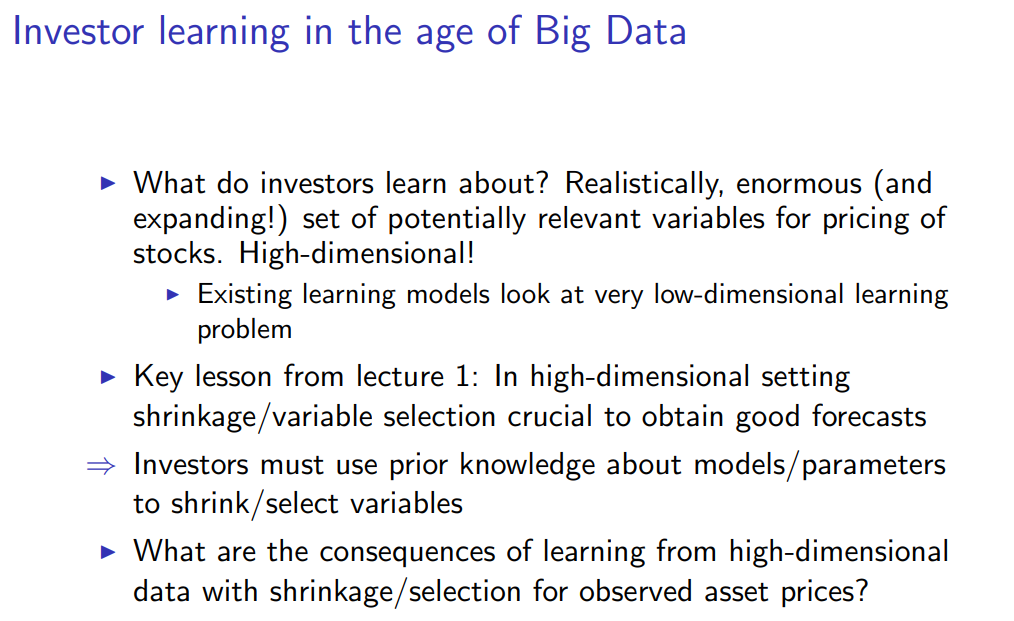 Investor learning in the age of Big Data
▶ What do investors learn about? Realistically, enormous (and
expanding!) set of potentially relevant variables for pricing of
stocks. High-dimensional!
▶ Existing learning models look at very low-dimensional learning
problem
▶ Key lesson from lecture 1: In high-dimensional setting
shrinkage/variable selection crucial to obtain good forecasts
⇒ Investors must use prior knowledge about models/parameters
to shrink/select variables
▶ What are the consequences of learning from high-dimensional
data with shrinkage/selection for observed asset prices?